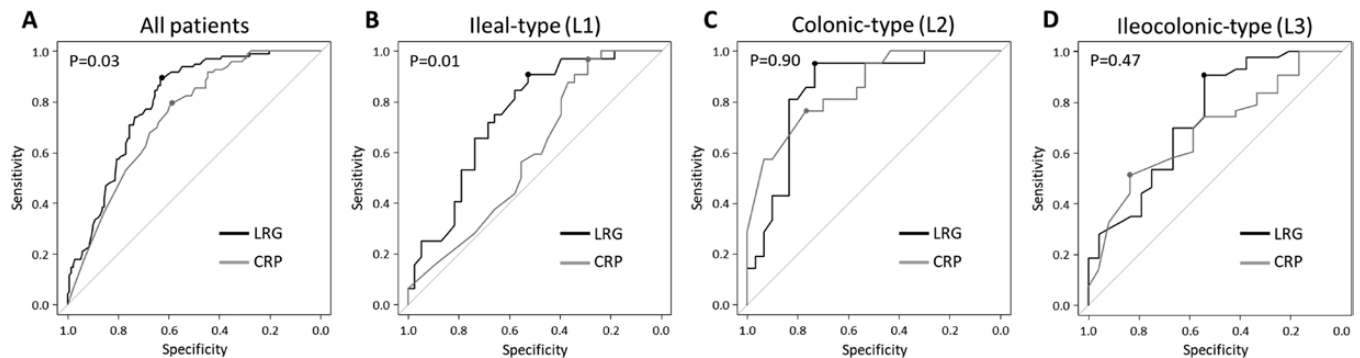 A All patients
P=0.03
1.0
0.8
0.6
0.4
0.2
0.0
Sensitivity
LRG
CRP
1.0 0.8 0.6 0.4 0.2 0.0
Specificity
B Ileal-type (L1)
P=0.01
1.0
0.8
0.6
0.4
0.2
0.0
Sensitivity
LRG
CRP
1.0 0.8 0.6 0.4 0.2 0.0
Specificity
C Colonic-type (L2)
P=0.90
1.0
0.8
0.6
0.4
0.2
0.0
Sensitivity
LRG
CRP
1.0 0.8 0.6 0.4 0.2 0.0
Specificity
D Ileocolonic-type (L3)
P=0.47
1.0
0.8
0.6
0.4
0.2
0.0
Sensitivity
LRG
CRP
1.0 0.8 0.6 0.4 0.2 0.0
Specificity